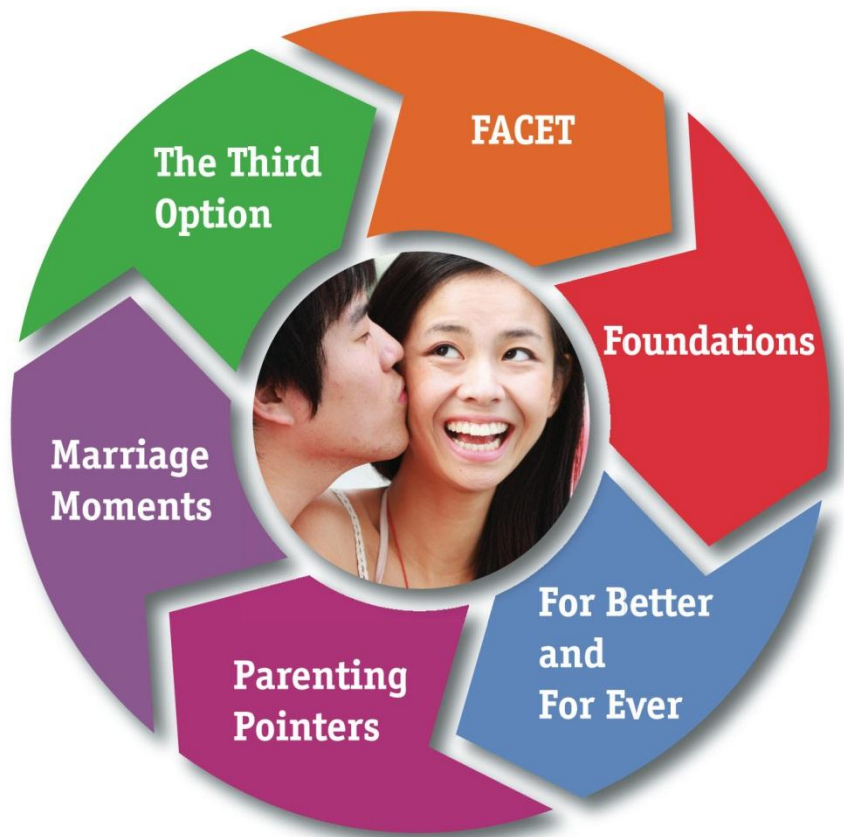 FACET
Foundations
For Better
and
For Ever
Parenting
Pointers
Marriage
Moments
The Third
Option